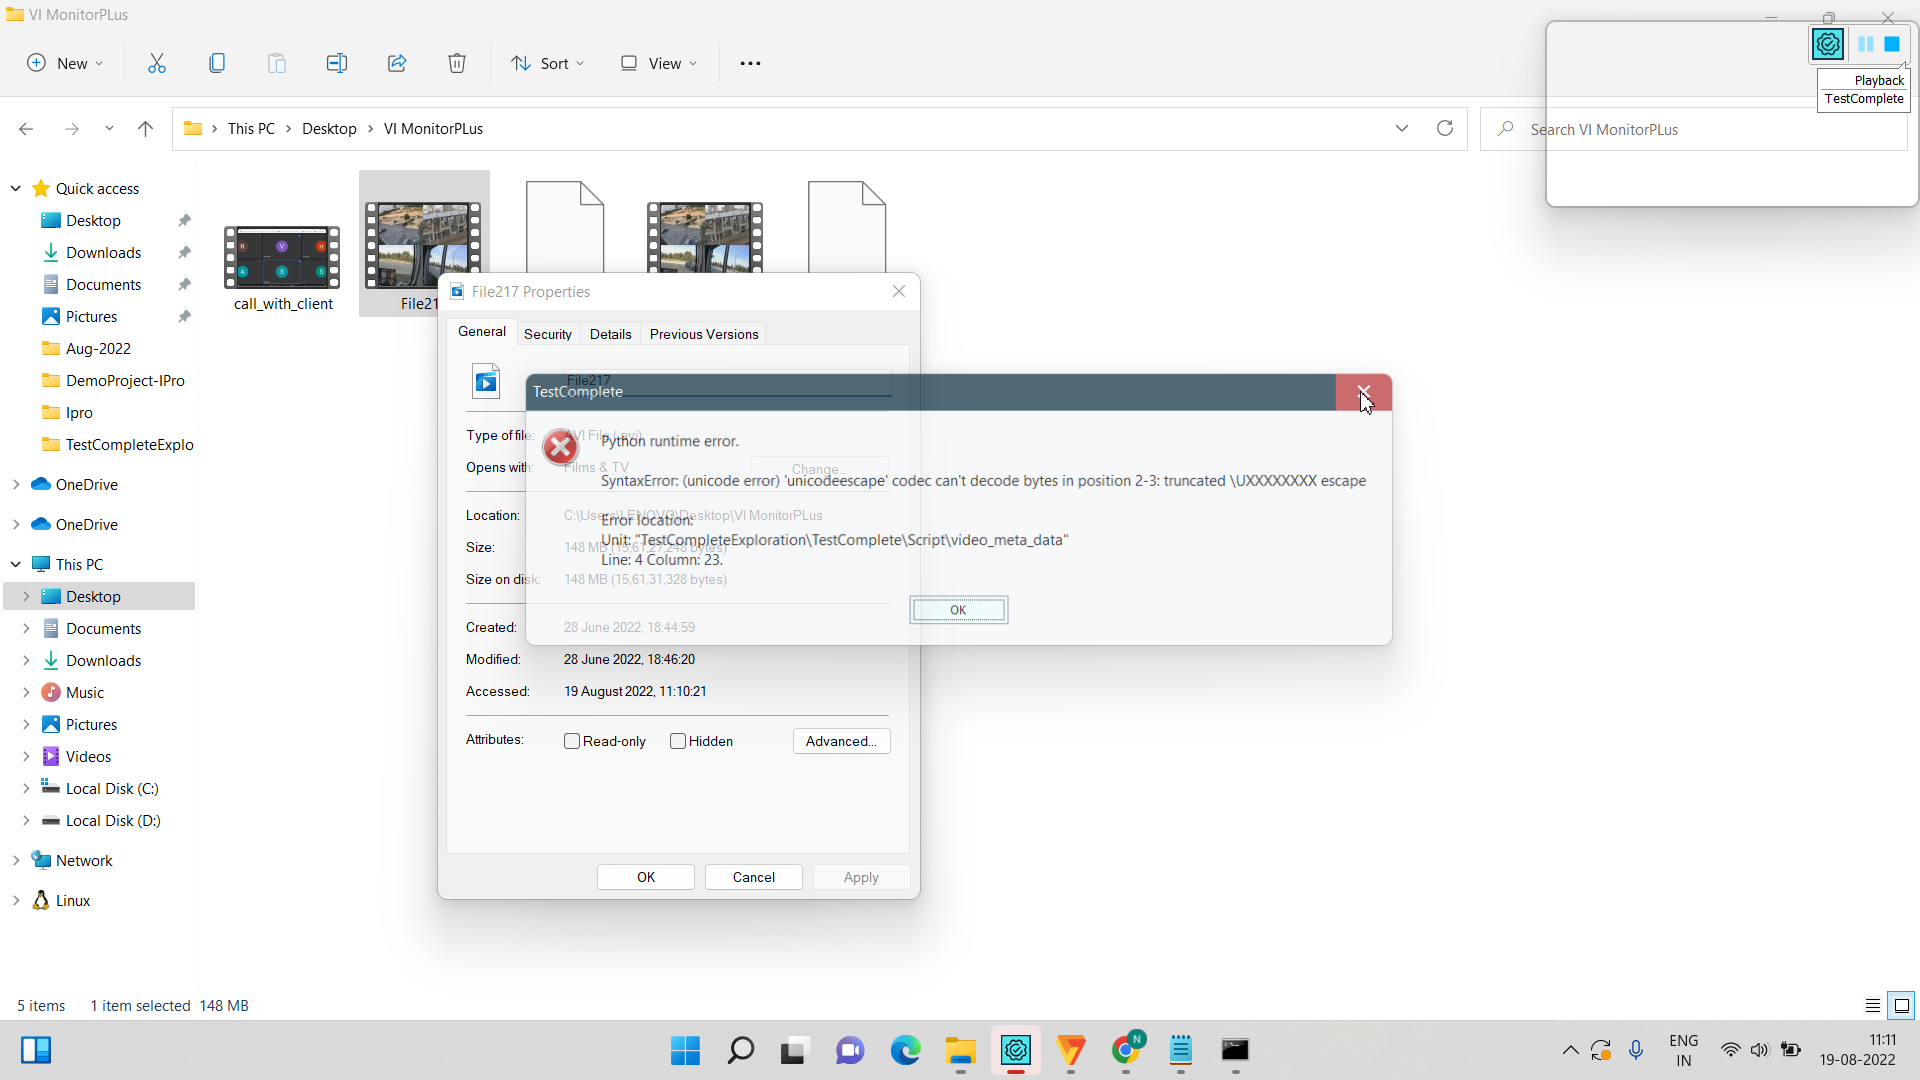 VI MonitorPLus
New
Sort
View
Playback
TestComplete
This PC
Desktop
VI MonitorPLus
Search VI MonitorPLus
Quick access
Desktop
Downloads
Documents
Pictures
Aug-2022
DemoProject-IPro
Ipro
TestCompleteExplo
OneDrive
OneDrive
This PC
Desktop
Documents
Downloads
Music
Pictures
Videos
Local Disk (C:)
Local Disk (D:)
Network
Linux
call_with_client
File21
File217 Properties
General Security Details Previous Versions
File217
Type of file: AVI File (.avi)
Opens with: Films & TV Change...
Location: C:\Users\LENOVO\Desktop\VI MonitorPLus
Size: 148 MB (15,61,27,248 bytes)
Size on disk: 148 MB (15,61,31,328 bytes)
Created: 28 June 2022, 18:44:59
Modified: 28 June 2022, 18:46:20
Accessed: 19 August 2022, 11:10:21
Attributes: Read-only Hidden Advanced...
OK Cancel Apply
TestComplete
Python runtime error.
SyntaxError: (unicode error) 'unicodeescape' codec can't decode bytes in position 2-3: truncated \UXXXXXXXX escape
Error location:
Unit: "TestCompleteExploration\TestComplete\Script\video_meta_data"
Line: 4 Column: 23.
OK
5 items 1 item selected 148 MB
N
ENG
IN
11:11
19-08-2022